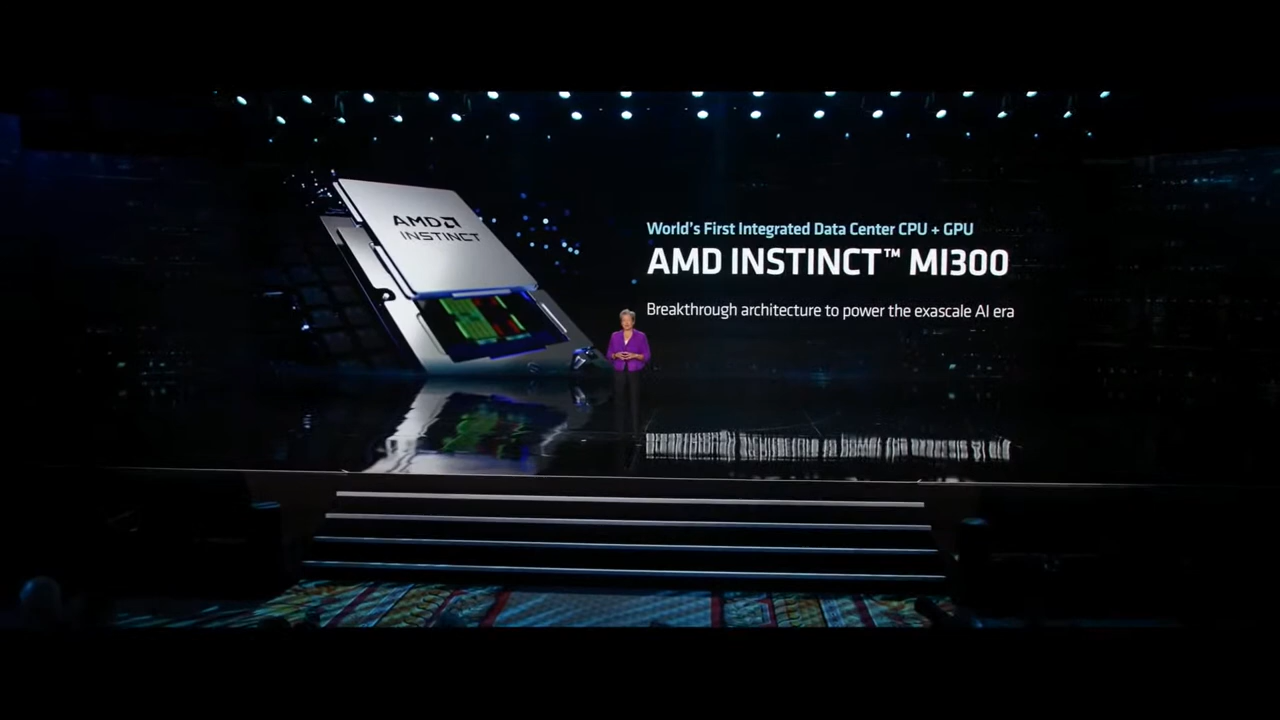 AMD
INSTINCT
World's First Integrated Data Center CPU + GPU
AMD INSTINCT™ MI300
Breakthrough architecture to power the exascale AI era